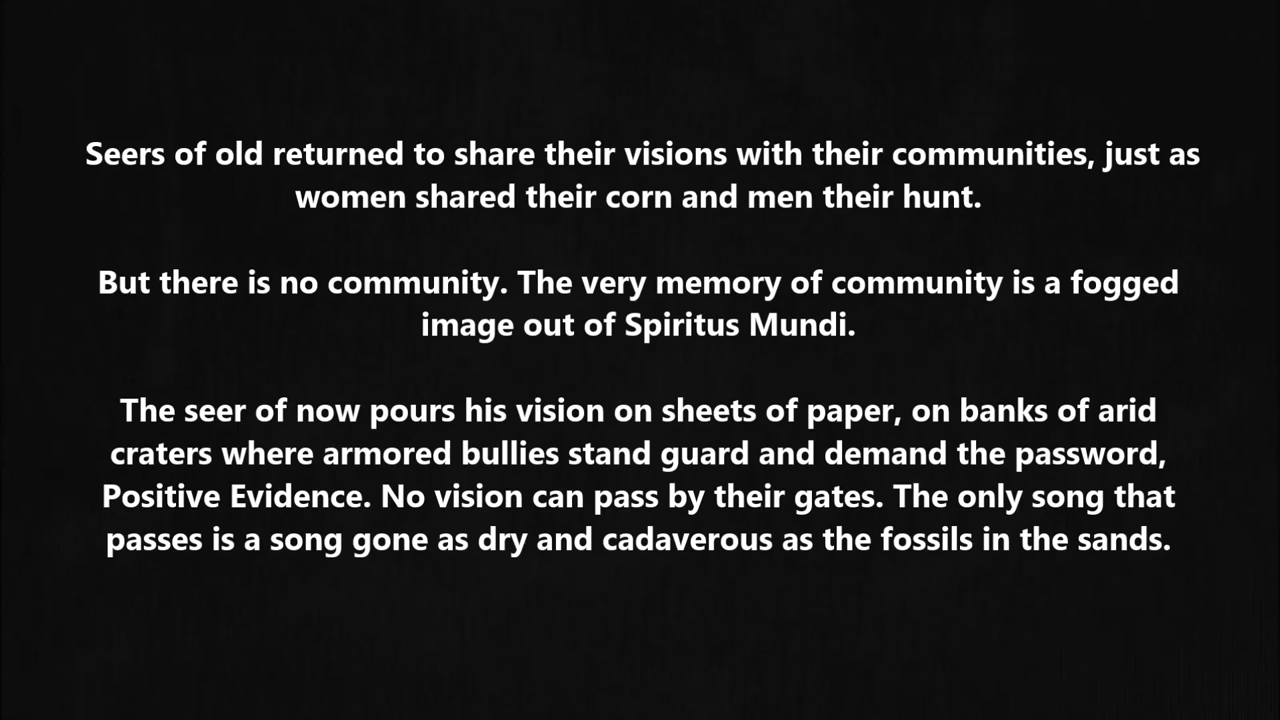 Seers of old returned to share their visions with their communities, just as
women shared their corn and men their hunt.
But there is no community. The very memory of community is a fogged
image out of Spiritus Mundi.
The seer of now pours his vision on sheets of paper, on banks of arid
craters where armored bullies stand guard and demand the password,
Positive Evidence. No vision can pass by their gates. The only song that
passes is a song gone as dry and cadaverous as the fossils in the sands.